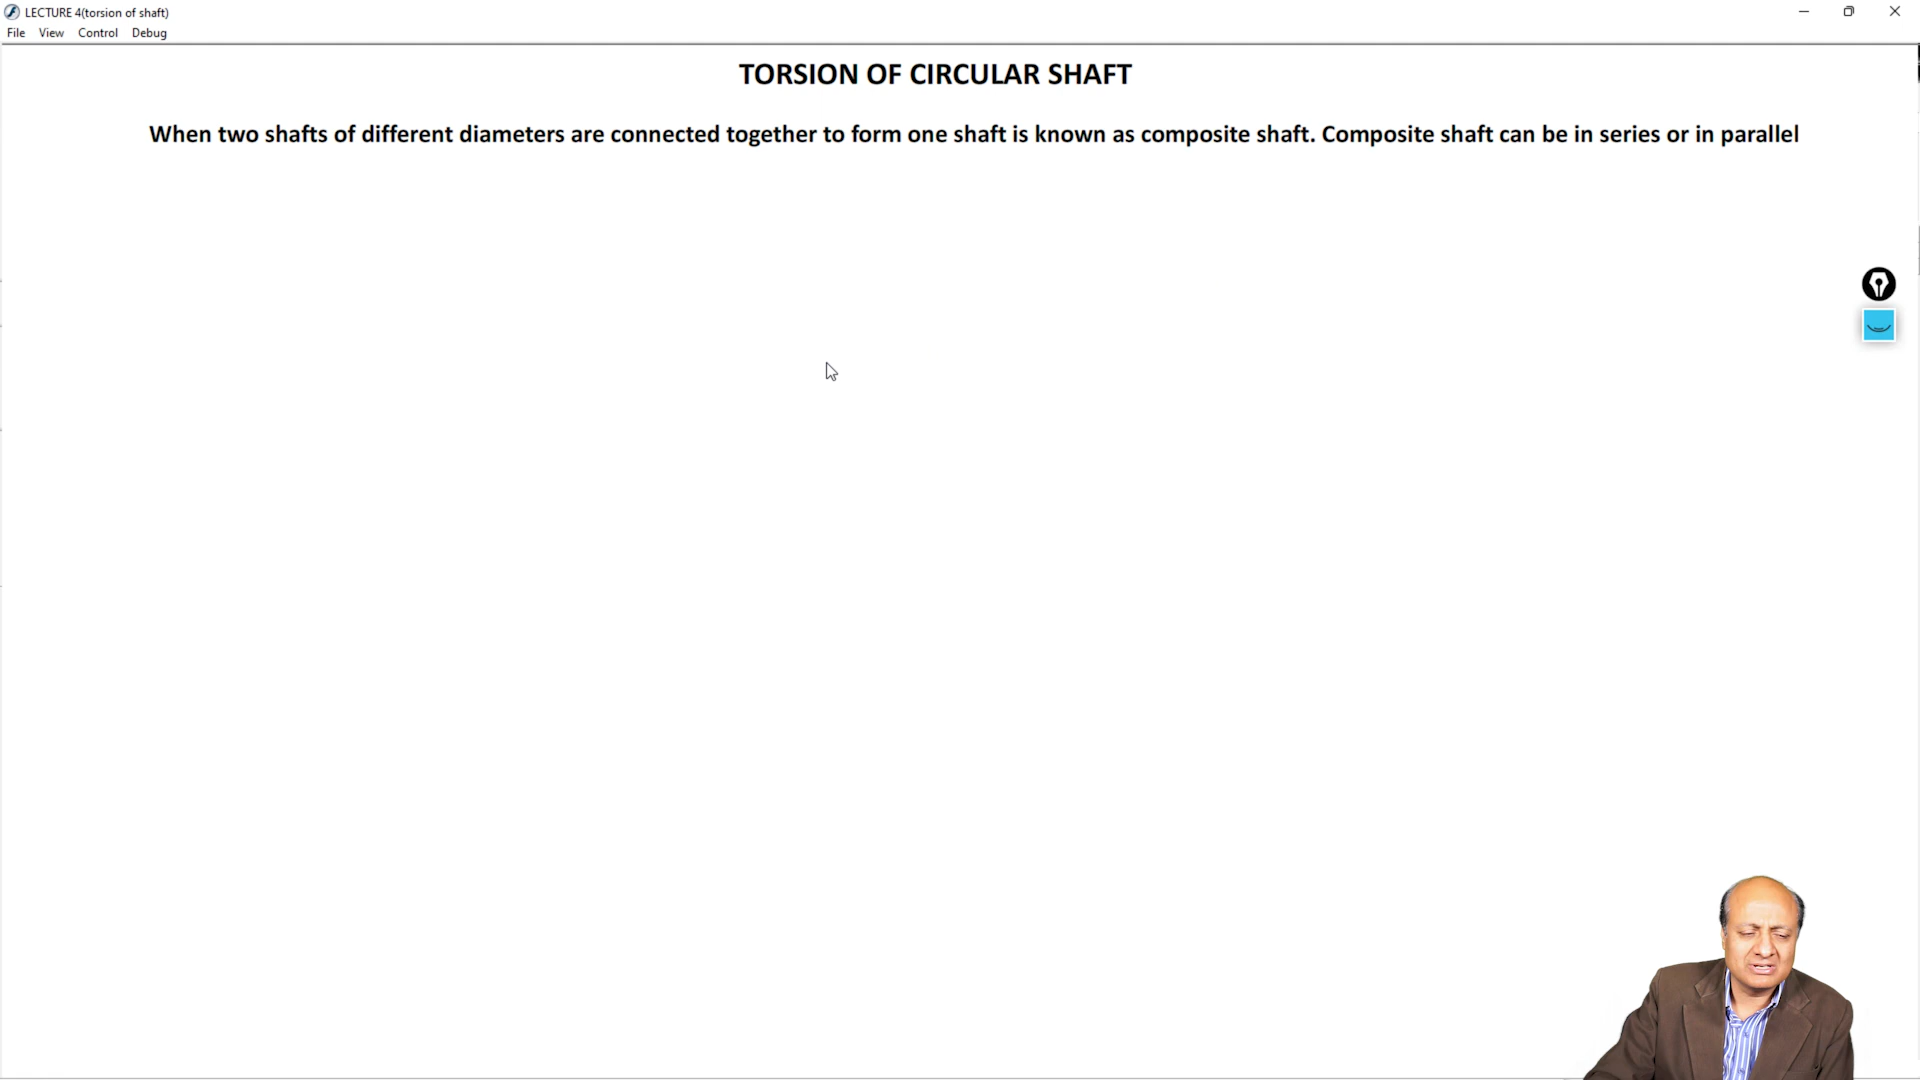 LECTURE 4(torsion of shaft)
File View Control Debug
TORSION OF CIRCULAR SHAFT
When two shafts of different diameters are connected together to form one shaft is known as composite shaft. Composite shaft can be in series or in parallel